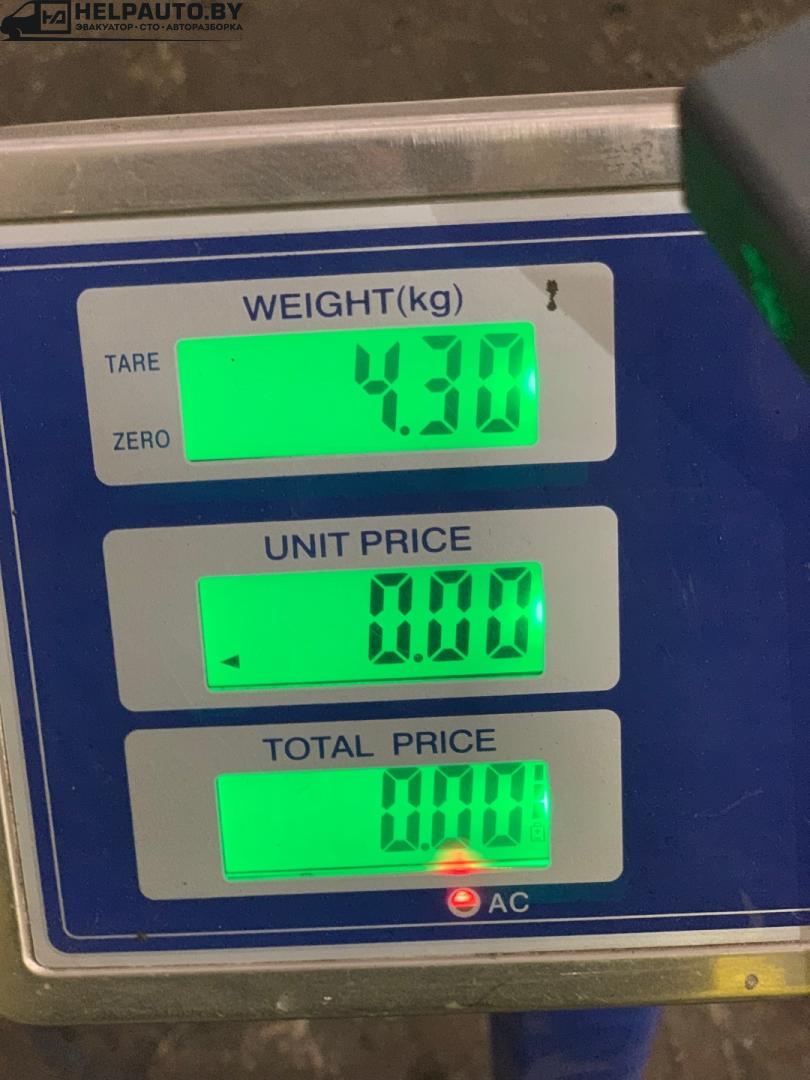 HELPAUTO.BY
ЭВАКУАТОР · СТО · АВТОРАЗБОРКА
WEIGHT(kg)
TARE
4.30
ZERO
UNIT PRICE
0.00
TOTAL PRICE
0.00
AC